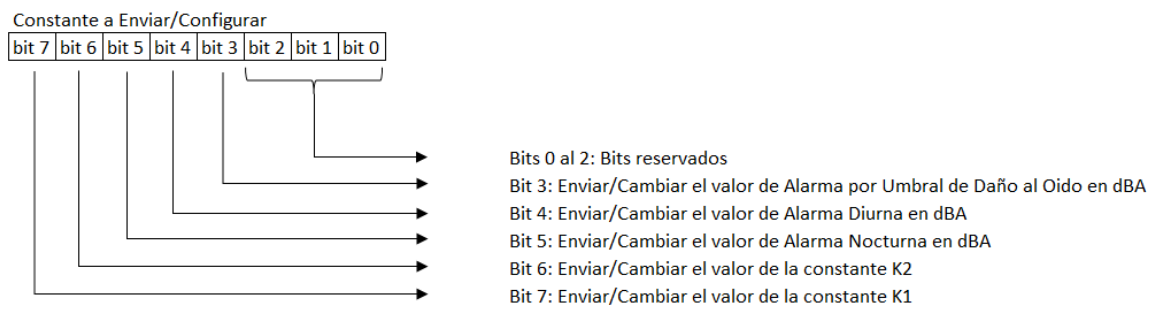 Constante a Enviar/Configurar
bit 7 bit 6 bit 5 bit 4 bit 3 bit 2 bit 1 bit 0
Bits 0 al 2: Bits reservados
Bit 3: Enviar/Cambiar el valor de Alarma por Umbral de Daño al Oido en dBA
Bit 4: Enviar/Cambiar el valor de Alarma Diurna en dBA
Bit 5: Enviar/Cambiar el valor de Alarma Nocturna en dBA
Bit 6: Enviar/Cambiar el valor de la constante K2
Bit 7: Enviar/Cambiar el valor de la constante K1